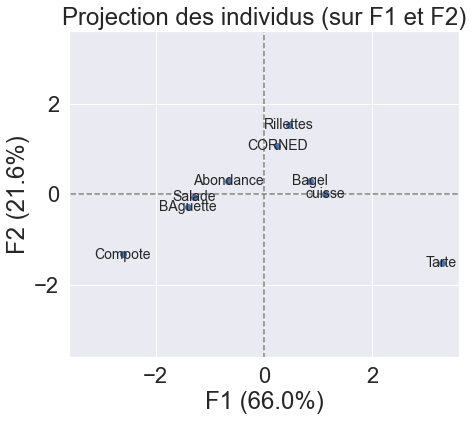 Projection des individus (sur F1 et F2)
F2 (21.6%)
2
0
−2
Rillettes
CORNED
Abondance
Bagel
cuisse
Salade
BAguette
Compote
Tarte
−2
0
2
F1 (66.0%)